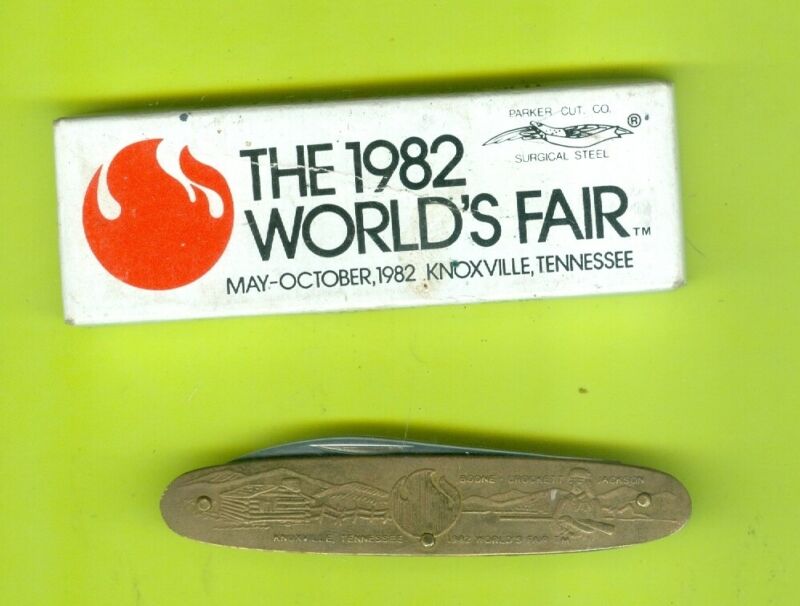 PARKER CUT. CO.
®
SURGICAL STEEL
THE 1982
WORLD'S FAIR™
MAY-OCTOBER, 1982 KNOXVILLE, TENNESSEE
BOONE - CROCKETT JACKSON
KNOXVILLE, TENNESSEE 1982 WORLD'S FAIR TM